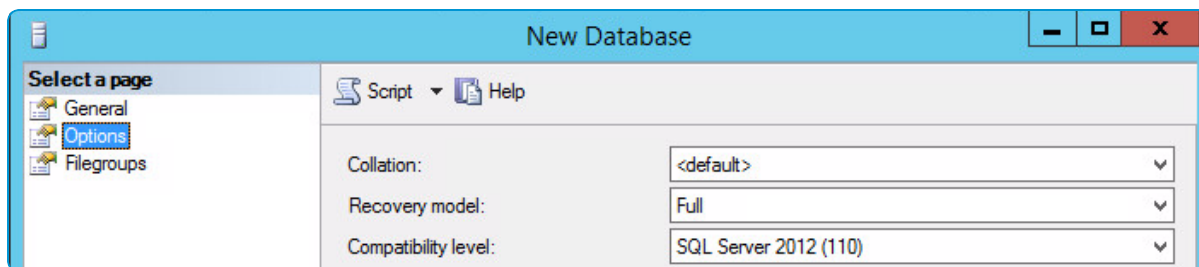 New Database
Select a page
General
Options
Filegroups
Script Help
Collation: <default>
Recovery model: Full
Compatibility level: SQL Server 2012 (110)